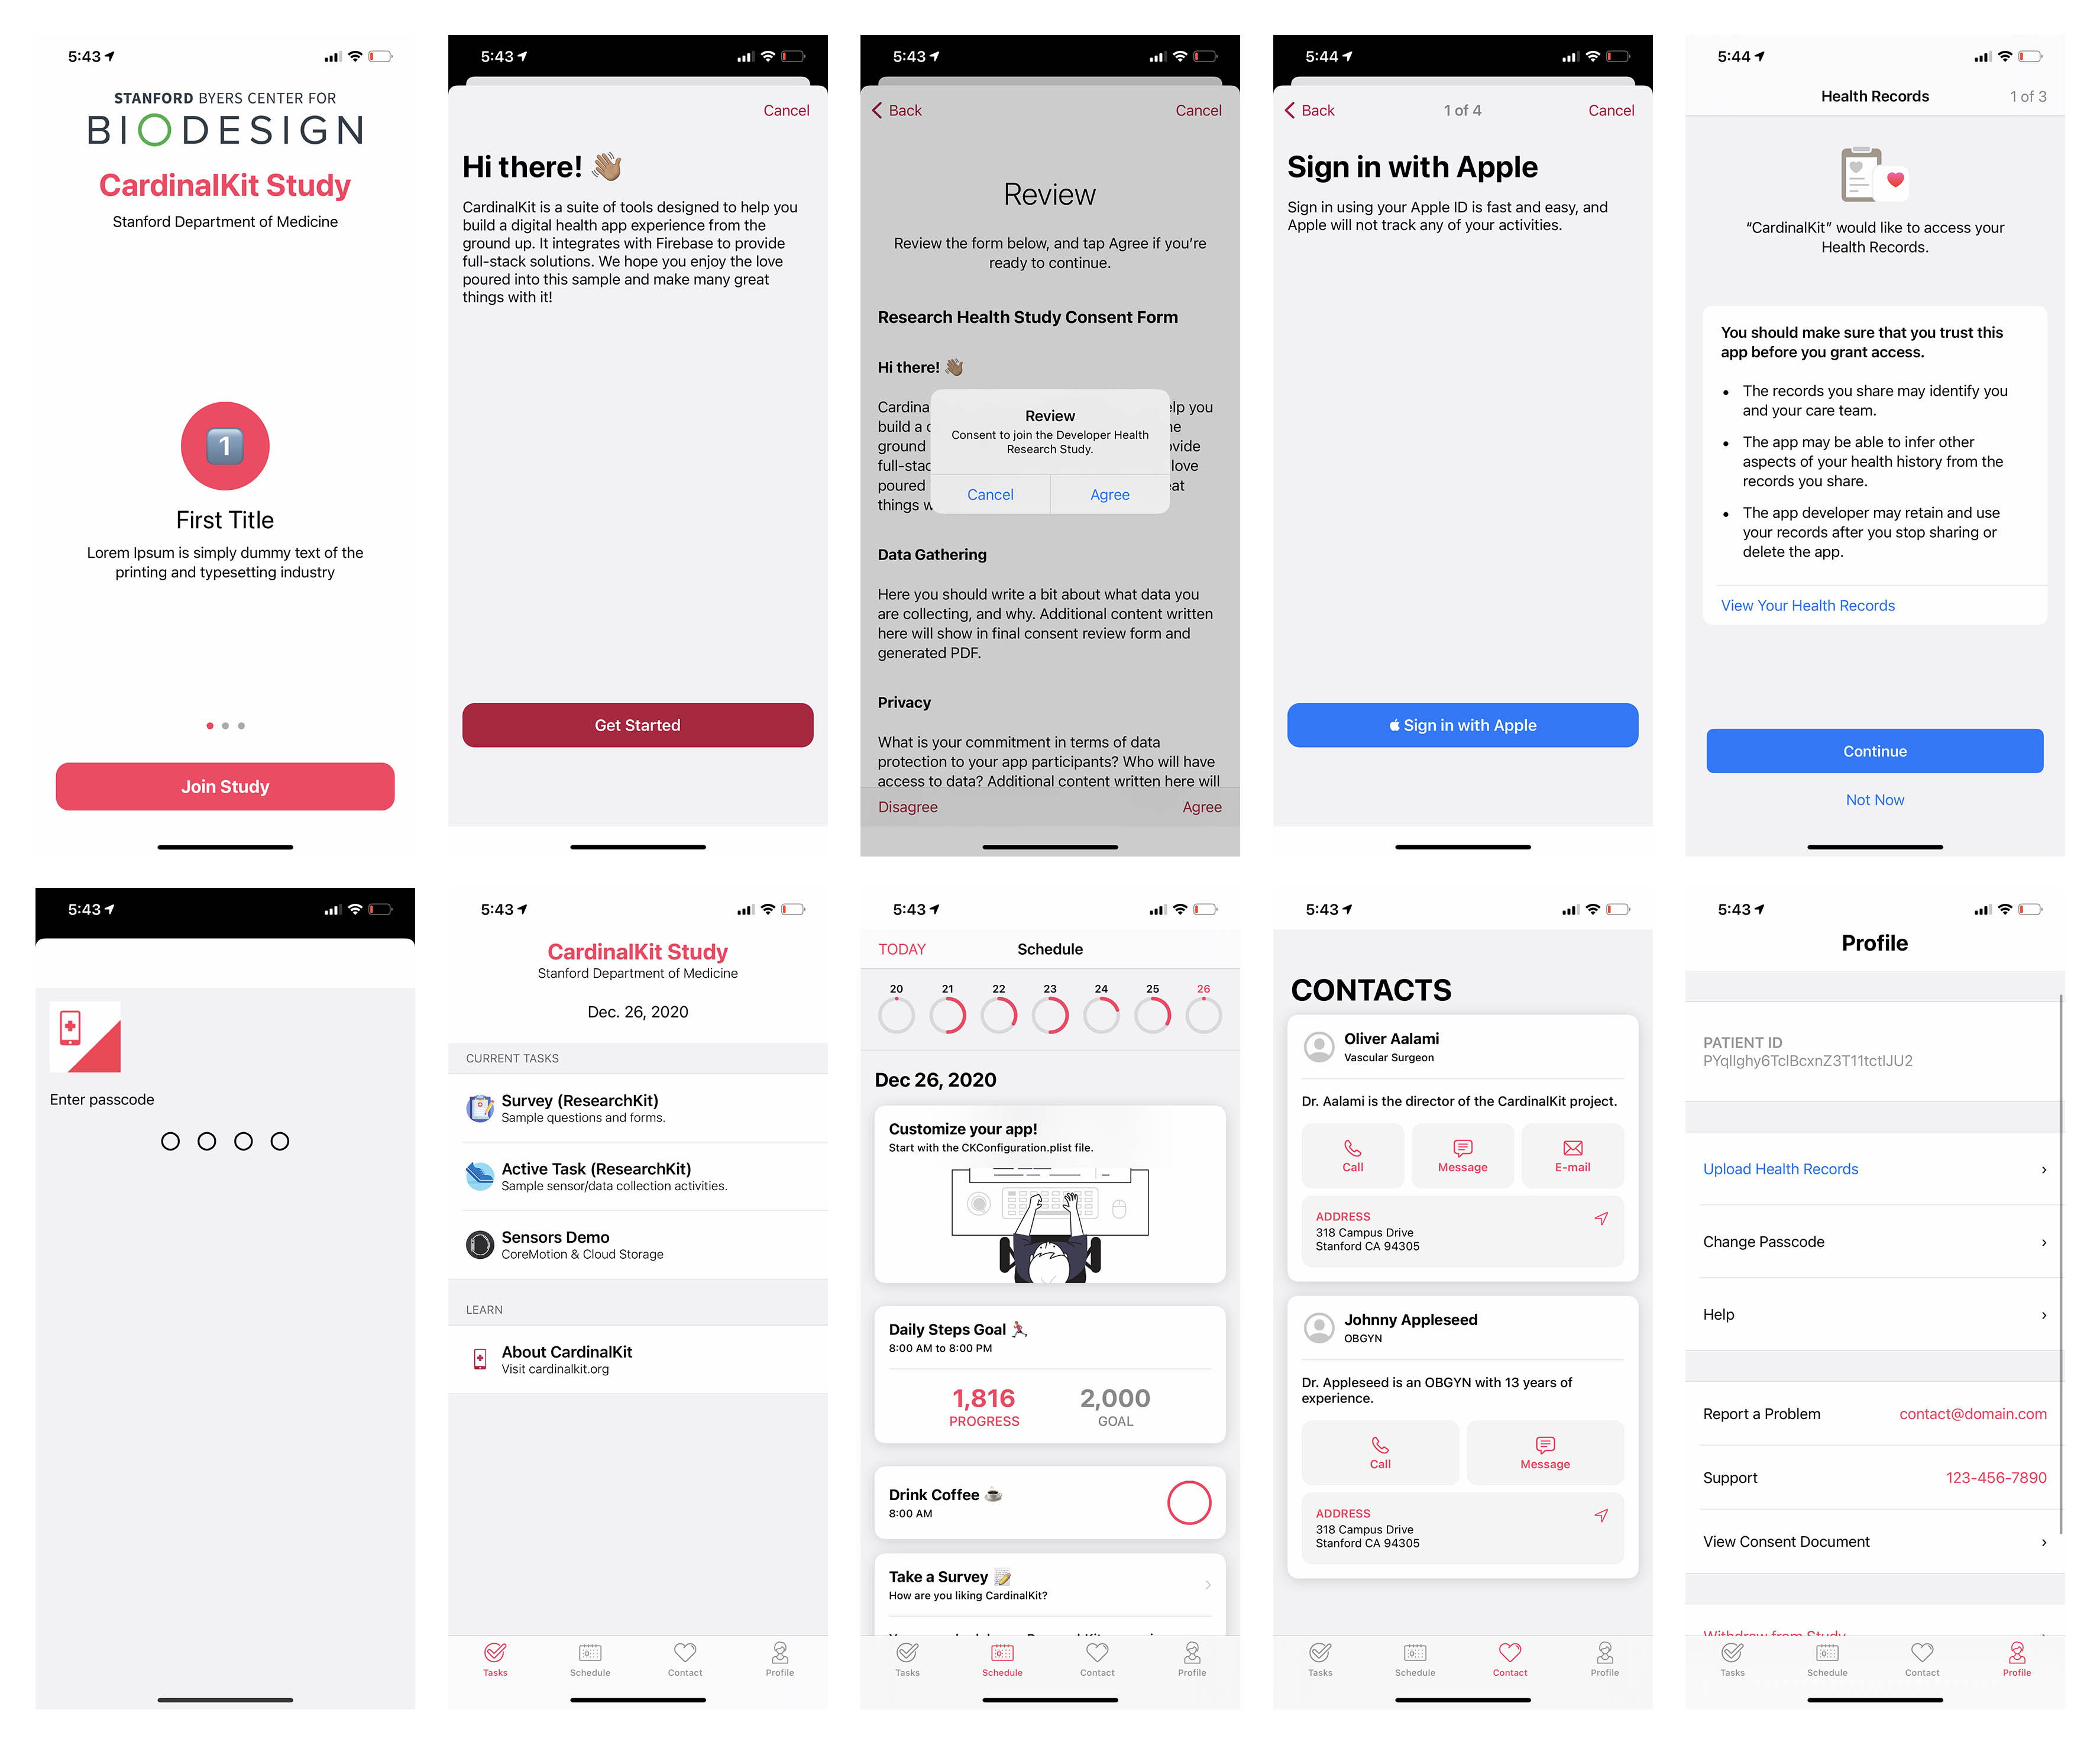 5:43
STANFORD BYERS CENTER FOR
BIODESIGN
CardinalKit Study
Stanford Department of Medicine
1
First Title
Lorem Ipsum is simply dummy text of the
printing and typesetting industry
Join Study
5:43
Cancel
Hi there! 👋🏽
CardinalKit is a suite of tools designed to help you
build a digital health app experience from the
ground up. It integrates with Firebase to provide
full-stack solutions. We hope you enjoy the love
poured into this sample and make many great
things with it!
Get Started
5:43
Back
Cancel
Review
Review the form below, and tap Agree if you're
ready to continue.
Research Health Study Consent Form
Hi there! 👋🏽
Cardina
elp you
build a
ground
vide
full-stac
love
poured
eat
things w
Review
Consent to join the Developer Health
Research Study.
Cancel
Agree
Data Gathering
Here you should write a bit about what data you
are collecting, and why. Additional content written
here will show in final consent review form and
generated PDF.
Privacy
What is your commitment in terms of data
protection to your app participants? Who will have
access to data? Additional content written here will
Disagree
Agree
5:44
Back
1 of 4
Cancel
Sign in with Apple
Sign in using your Apple ID is fast and easy, and
Apple will not track any of your activities.
Sign in with Apple
5:44
Health Records
1 of 3
“CardinalKit” would like to access your
Health Records.
You should make sure that you trust this
app before you grant access.
• The records you share may identify you
and your care team.
• The app may be able to infer other
aspects of your health history from the
records you share.
• The app developer may retain and use
your records after you stop sharing or
delete the app.
View Your Health Records
Continue
Not Now
5:43
Enter passcode
5:43
CardinalKit Study
Stanford Department of Medicine
Dec. 26, 2020
CURRENT TASKS
Survey (ResearchKit)
Sample questions and forms.
Active Task (ResearchKit)
Sample sensor/data collection activities.
Sensors Demo
CoreMotion & Cloud Storage
LEARN
About CardinalKit
Visit cardinalkit.org
Tasks
Schedule
Contact
Profile
5:43
TODAY
Schedule
20 21 22 23 24 25 26
Dec 26, 2020
Customize your app!
Start with the CKConfiguration.plist file.
Daily Steps Goal 🏃🏽‍♀️
8:00 AM to 8:00 PM
1,816
2,000
PROGRESS
GOAL
Drink Coffee ☕
8:00 AM
Take a Survey 📝
How are you liking CardinalKit?
Tasks
Schedule
Contact
Profile
5:43
CONTACTS
Oliver Aalami
Vascular Surgeon
Dr. Aalami is the director of the CardinalKit project.
Call
Message
E-mail
ADDRESS
318 Campus Drive
Stanford CA 94305
Johnny Appleseed
OBGYN
Dr. Appleseed is an OBGYN with 13 years of
experience.
Call
Message
ADDRESS
318 Campus Drive
Stanford CA 94305
Tasks
Schedule
Contact
Profile
5:43
Profile
PATIENT ID
Upload Health Records
Change Passcode
Help
Report a Problem
contact@domain.com
Support
123-456-7890
View Consent Document
Withdraw from Study
Tasks
Schedule
Contact
Profile